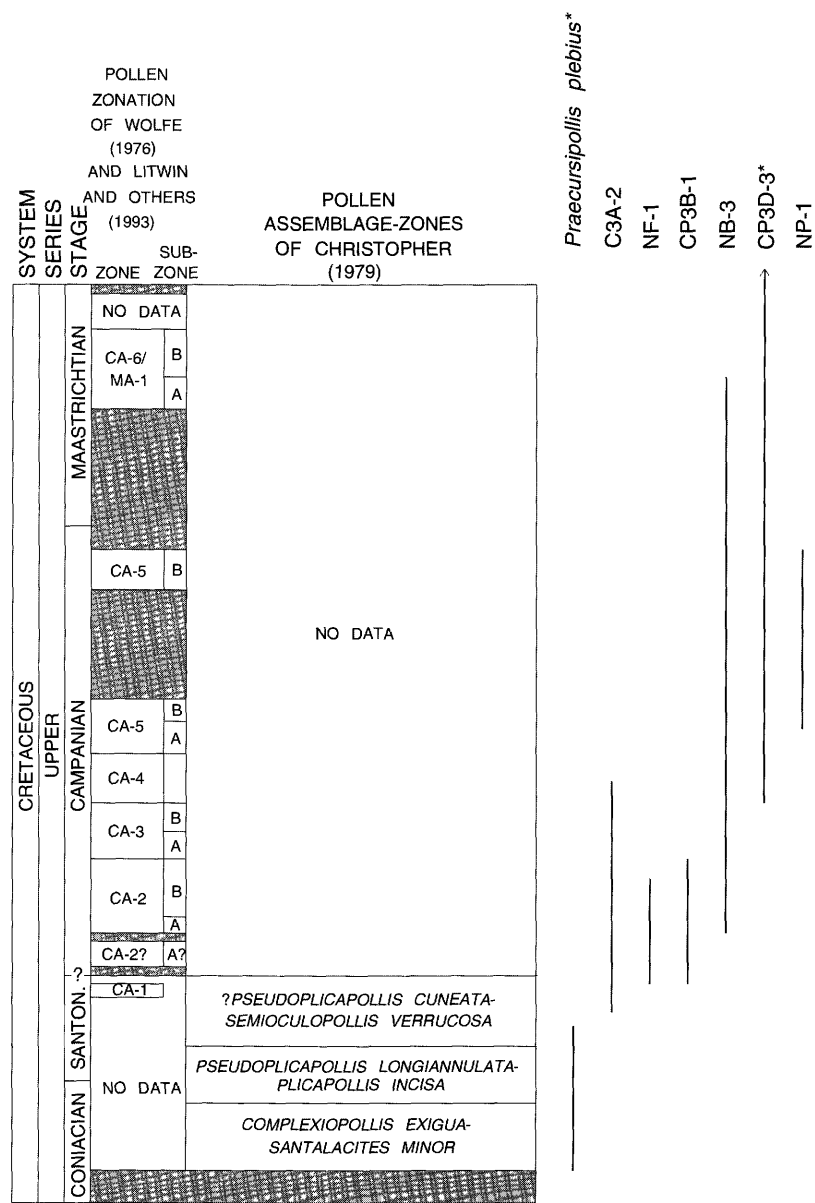 POLLEN
ZONATION
OF WOLFE
(1976)
AND LITWIN
AND OTHERS
(1993)
SYSTEM
SERIES
STAGE
ZONE
SUB-
ZONE
POLLEN
ASSEMBLAGE-ZONES
OF CHRISTOPHER
(1979)
Praecursipollis plebius*
C3A-2
NF-1
CP3B-1
NB-3
CP3D-3*
NP-1
CRETACEOUS
UPPER
MAASTRICHTIAN
CAMPANIAN
?
SANTON.
CONIACIAN
NO DATA
CA-6/
MA-1
B
A
CA-5
B
CA-5
B
A
CA-4
CA-3
B
A
CA-2
B
A
CA-2?
A?
CA-1
NO DATA
NO DATA
?PSEUDOPLICAPOLLIS CUNEATA-
SEMIOCULOPOLLIS VERRUCOSA
PSEUDOPLICAPOLLIS LONGIANNULATA-
PLICAPOLLIS INCISA
COMPLEXIOPOLLIS EXIGUA-
SANTALACITES MINOR